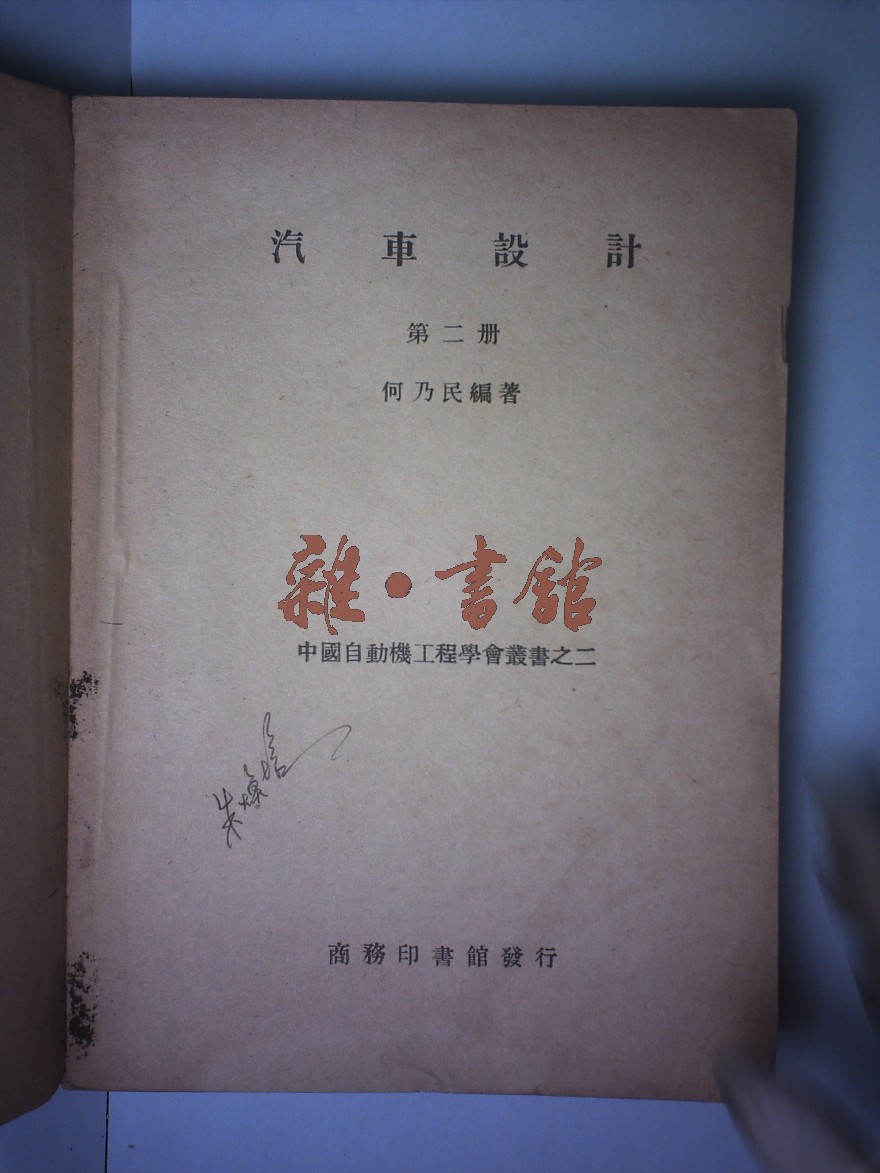 汽車設計
第二册
何乃民編著
雜·書館
中國自動機工程學會叢書之二
商務印書館發行